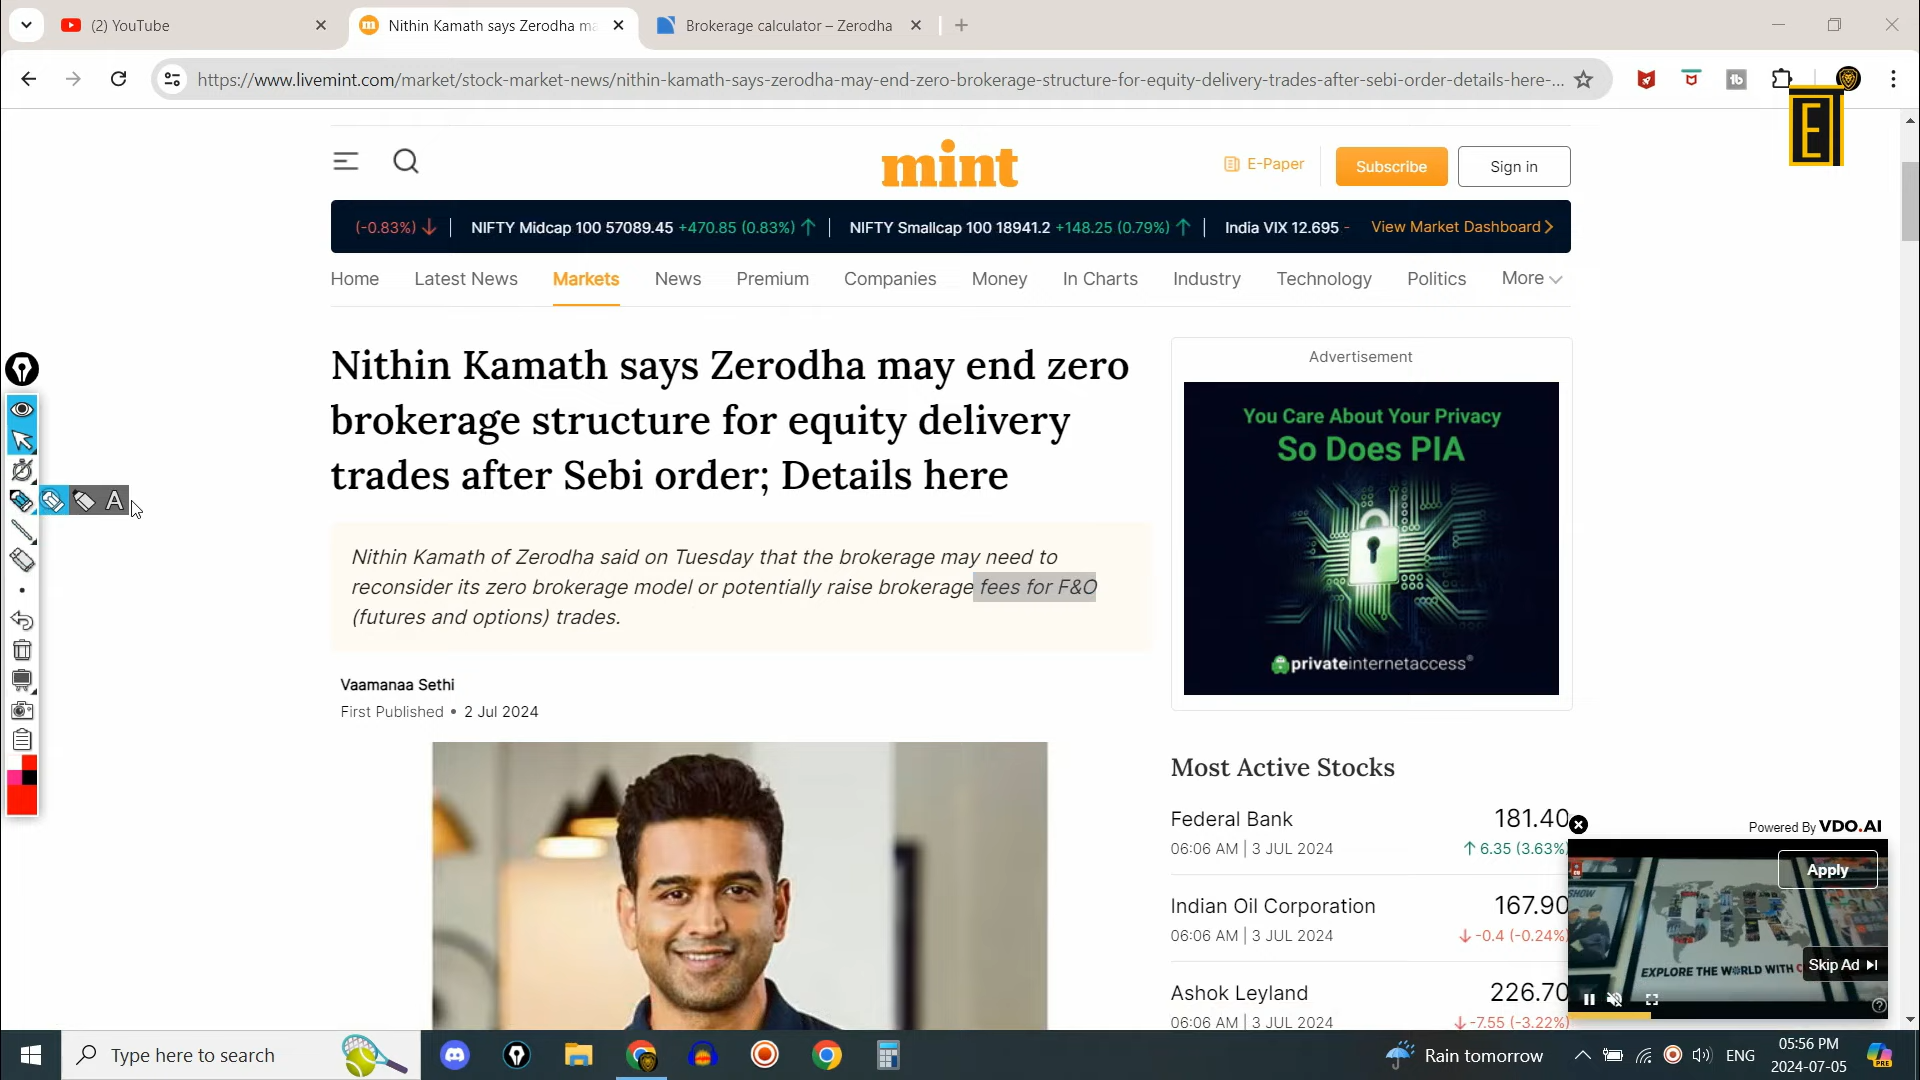 (2) YouTube
Nithin Kamath says Zerodha ma
Brokerage calculator – Zerodha
https://www.livemint.com/market/stock-market-news/nithin-kamath-says-zerodha-may-end-zero-brokerage-structure-for-equity-delivery-trades-after-sebi-order-details-here-...
E
mint
E-Paper
Subscribe
Sign in
(-0.83%)
NIFTY Midcap 100 57089.45 +470.85 (0.83%)
NIFTY Smallcap 100 18941.2 +148.25 (0.79%)
India VIX 12.695 -
View Market Dashboard
Home Latest News Markets News Premium Companies Money In Charts Industry Technology Politics More
Nithin Kamath says Zerodha may end zero
brokerage structure for equity delivery
trades after Sebi order; Details here
Nithin Kamath of Zerodha said on Tuesday that the brokerage may need to
reconsider its zero brokerage model or potentially raise brokerage fees for F&O
(futures and options) trades.
Vaamanaa Sethi
First Published • 2 Jul 2024
A
Advertisement
You Care About Your Privacy
So Does PIA
privateinternetaccess®
Most Active Stocks
Federal Bank 181.40
06:06 AM | 3 JUL 2024 6.35 (3.63%)
Indian Oil Corporation 167.90
06:06 AM | 3 JUL 2024 -0.4 (-0.24%)
Ashok Leyland 226.70
06:06 AM | 3 JUL 2024 -7.55 (-3.22%)
Powered By VDO.AI
Apply
EXPLORE THE WORLD WITH
Skip Ad
Type here to search
Rain tomorrow
ENG
05:56 PM
2024-07-05